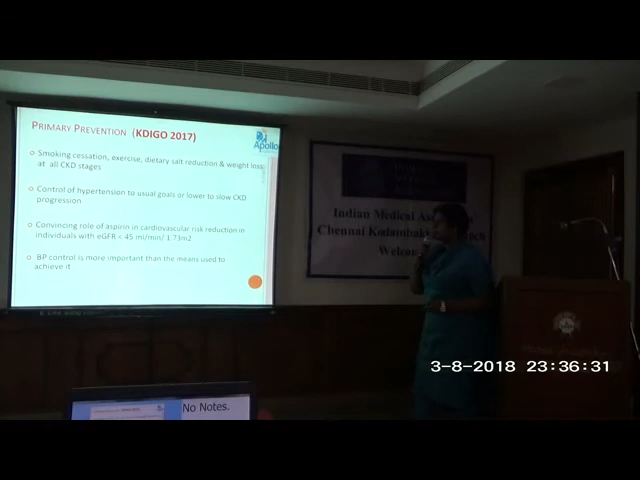 PRIMARY PREVENTION (KDIGO 2017)
Apollo
Smoking cessation, exercise, dietary salt reduction & weight loss
at all CKD stages
Control of hypertension to usual goals or lower to slow CKD
progression
Convincing role of aspirin in cardiovascular risk reduction in
individuals with eGFR < 45 ml/min/ 1.73m2
BP control is more important than the means used to
achieve it
Indian Medical
Chennai
3-8-2018 23:36:31
No Notes.